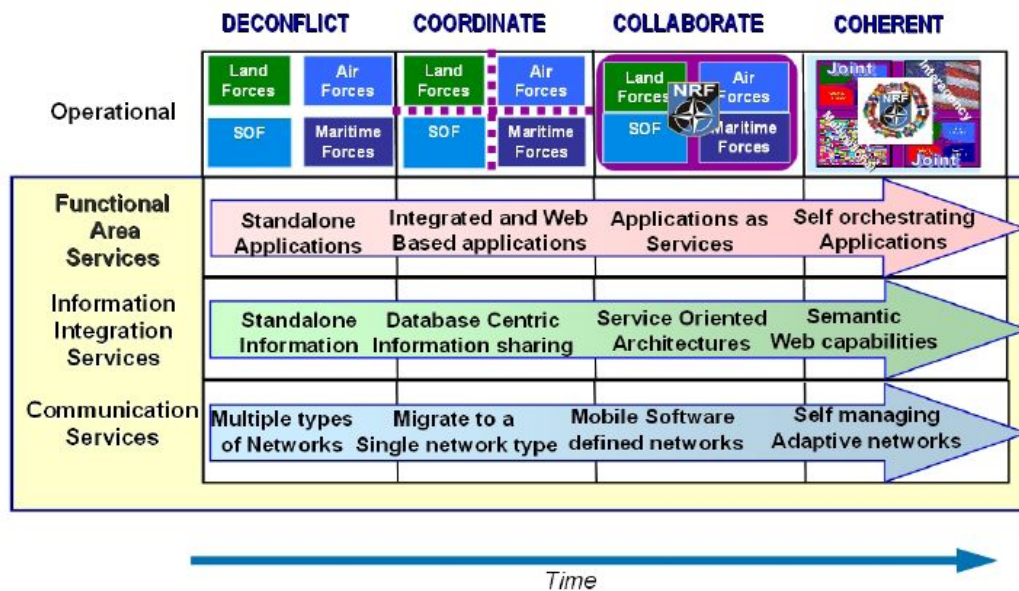 DECONFLICT COORDINATE COLLABORATE COHERENT
Operational
Land Forces
Air Forces
SOF
Maritime Forces
Land Forces
Air Forces
SOF
Maritime Forces
Land Forces
Air Forces
NRF
SOF
Maritime Forces
Joint
Interagency
NRF
Joint
Functional
Area
Services
Standalone
Applications
Integrated and Web
Based applications
Applications as
Services
Self orchestrating
Applications
Information
Integration
Services
Standalone
Information
Database Centric
Information sharing
Service Oriented
Architectures
Semantic
Web capabilities
Communication
Services
Multiple types
of Networks
Migrate to a
Single network type
Mobile Software
defined networks
Self managing
Adaptive networks
Time